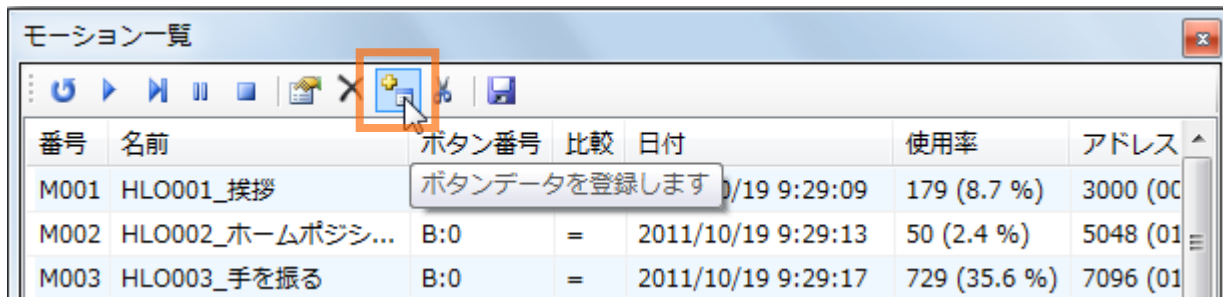 モーション一覧
番号 名前 ボタン番号 比較 日付 使用率 アドレス
ボタンデータを登録します
M001 HLO001_挨拶 0/19 9:29:09 179 (8.7 %) 3000 (00
M002 HLO002_ホームポジシ... B:0 = 2011/10/19 9:29:13 50 (2.4 %) 5048 (01
M003 HLO003_手を振る B:0 = 2011/10/19 9:29:17 729 (35.6 %) 7096 (01